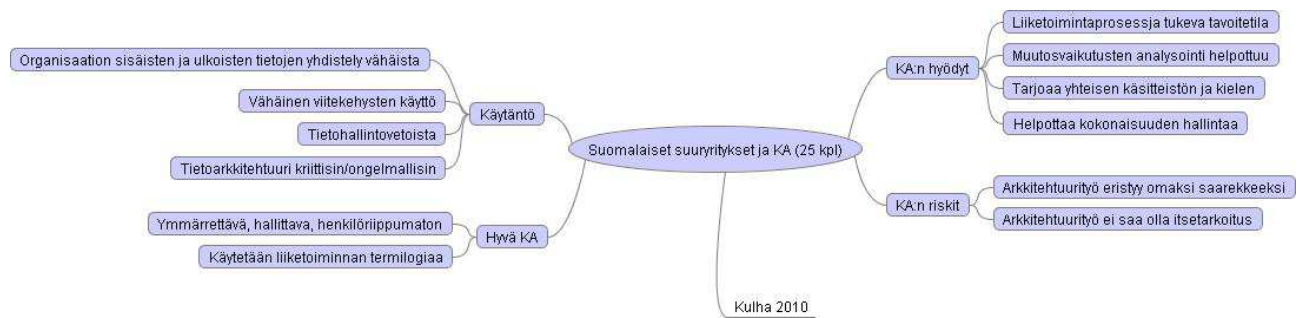 Suomalaiset suuryritykset ja KA (25 kpl)
Käytäntö
Organisaation sisäisten ja ulkoisten tietojen yhdistely vähäista
Vähäinen viitekehysten käyttö
Tietohallintovetoista
Tietoarkkitehtuuri kriittisin/ongelmallisin
Hyvä KA
Ymmärrettävä, hallittava, henkilöriippumaton
Käytetään liiketoiminnan termilogiaa
KA:n hyödyt
Liiketoimintaprosessja tukeva tavoitetila
Muutosvaikutusten analysointi helpottuu
Tarjoaa yhteisen käsitteistön ja kielen
Helpottaa kokonaisuuden hallintaa
KA:n riskit
Arkkitehtuurityö eristyy omaksi saarekkeeksi
Arkkitehtuurityö ei saa olla itsetarkoitus
Kulha 2010